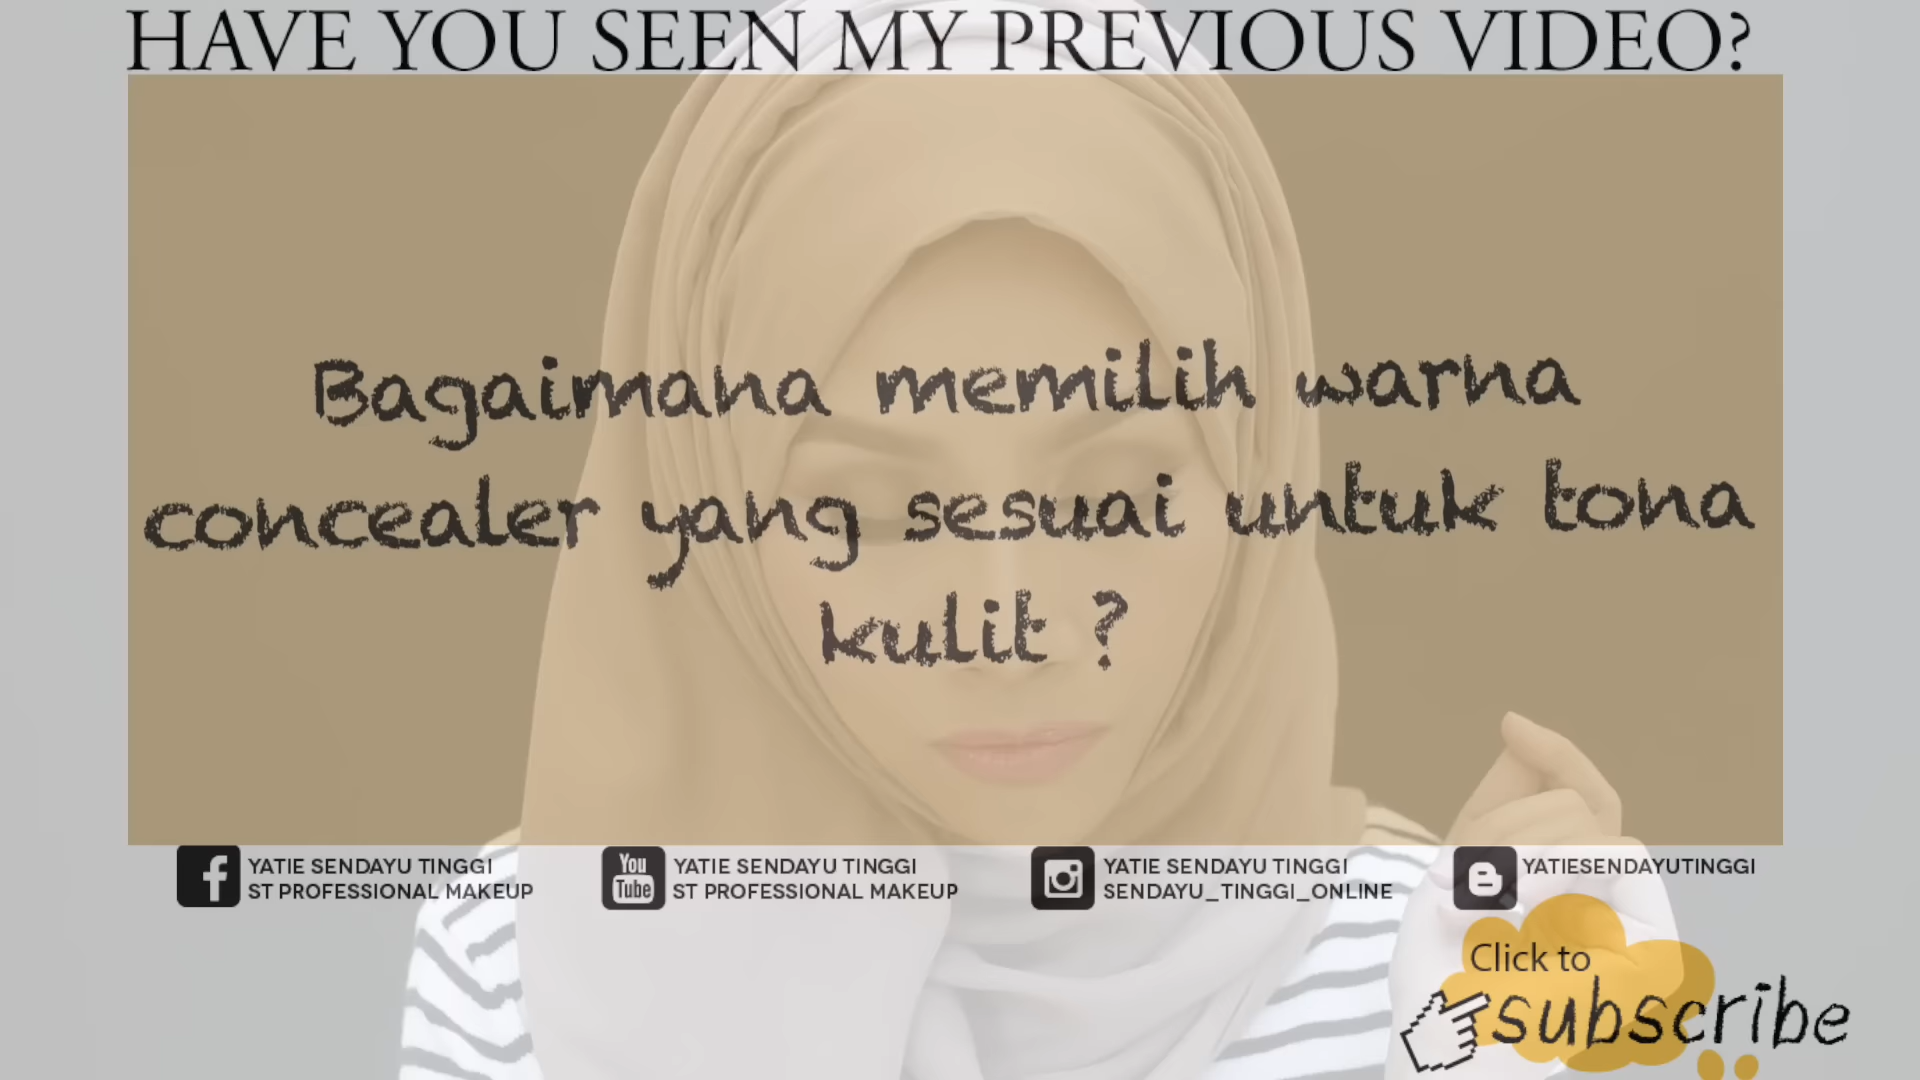 HAVE YOU SEEN MY PREVIOUS VIDEO?
Bagaimana memilih warna
concealer yang sesuai untuk tona
kulit ?
f YATIE SENDAYU TINGGI
ST PROFESSIONAL MAKEUP
You Tube YATIE SENDAYU TINGGI
ST PROFESSIONAL MAKEUP
YATIE SENDAYU TINGGI
SENDAYU_TINGGI_ONLINE
B YATIESENDAYUTINGGI
Click to
subscribe